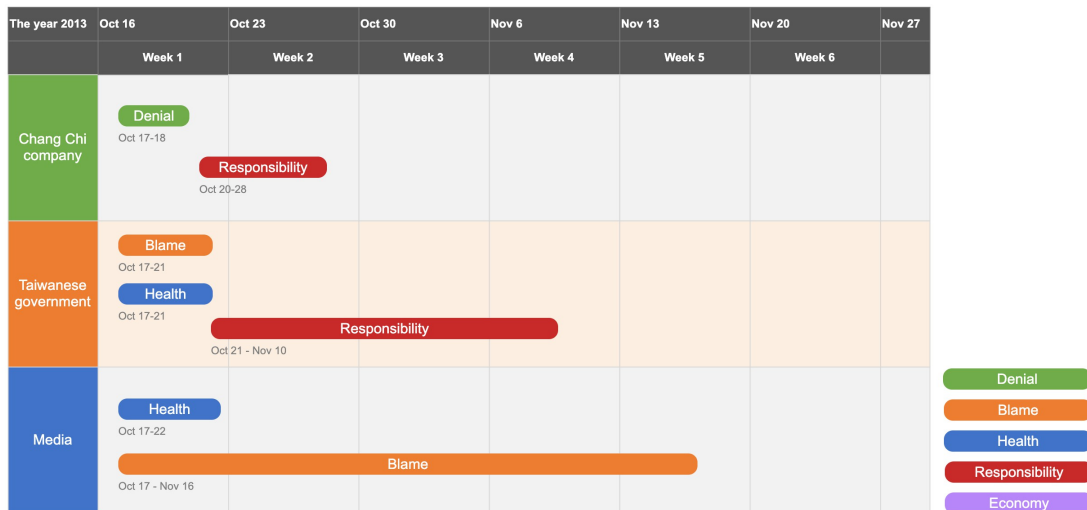 The year 2013 Oct 16 Oct 23 Oct 30 Nov 6 Nov 13 Nov 20 Nov 27
Week 1 Week 2 Week 3 Week 4 Week 5 Week 6
Chang Chi
company
Denial
Oct 17-18
Responsibility
Oct 20-28
Taiwanese
government
Blame
Oct 17-21
Health
Oct 17-21
Responsibility
Oct 21 - Nov 10
Media
Health
Oct 17-22
Blame
Oct 17 - Nov 16
Denial
Blame
Health
Responsibility
Economy